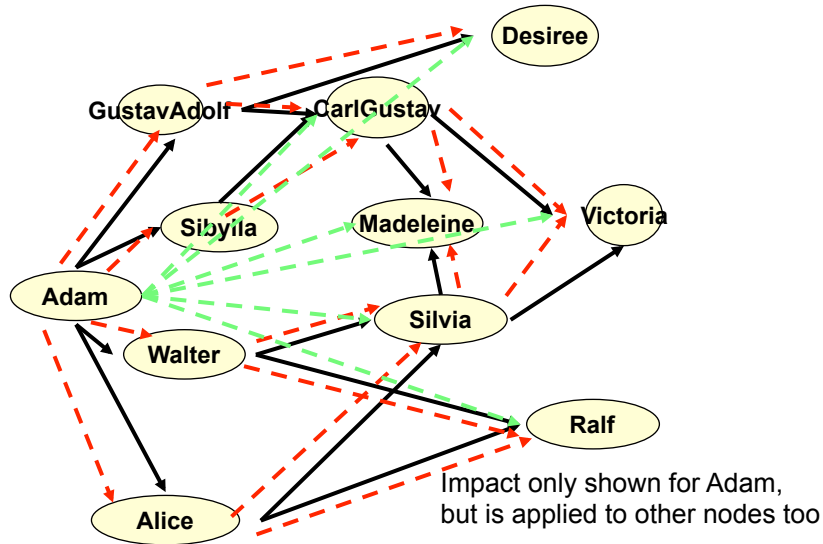 Desiree
GustavAdolf
CarlGustav
Sibylla
Madeleine
Victoria
Adam
Silvia
Walter
Ralf
Impact only shown for Adam,
but is applied to other nodes too
Alice